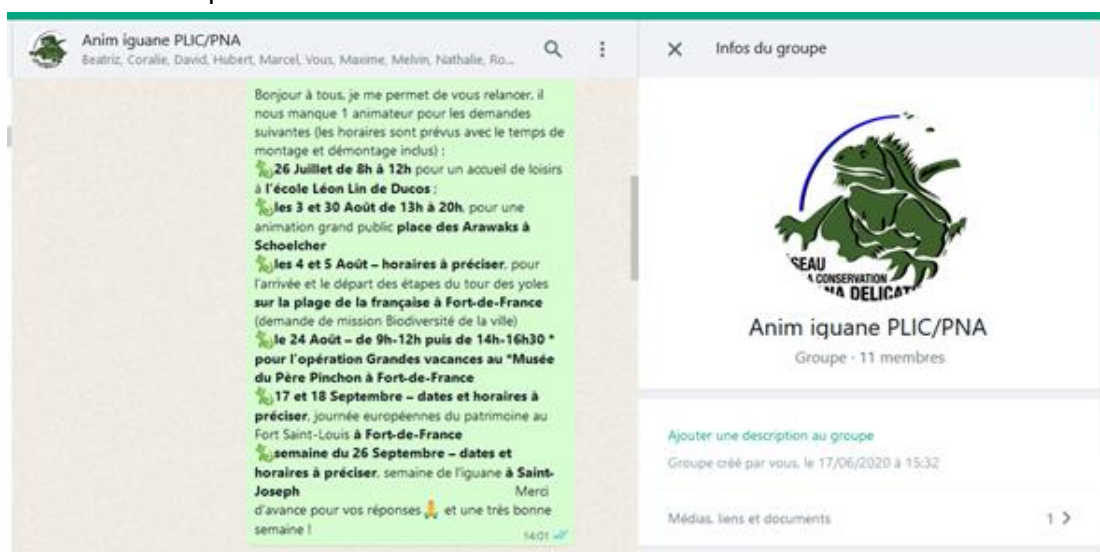 Anim iguane PLIC/PNA
Beatriz, Coralie, David, Hubert, Marcel, Vous, Maxime, Melvin, Nathalie, Ro...
Bonjour à tous, je me permet de vous relancer, il
nous manque 1 animateur pour les demandes
suivantes (les horaires sont prévus avec le temps de
montage et démontage inclus) :
26 Juillet de 8h à 12h pour un accueil de loisirs
à l'école Léon Lin de Ducos ;
les 3 et 30 Août de 13h à 20h, pour une
animation grand public place des Arawaks à
Schoelcher
les 4 et 5 Août – horaires à préciser, pour
l'arrivée et le départ des étapes du tour des yoles
sur la plage de la française à Fort-de-France
(demande de mission Biodiversité de la ville)
le 24 Août – de 9h-12h puis de 14h-16h30 *
pour l'opération Grandes vacances au *Musée
du Père Pinchon à Fort-de-France
17 et 18 Septembre – dates et horaires à
préciser, journée européennes du patrimoine au
Fort Saint-Louis à Fort-de-France
semaine du 26 Septembre – dates et
horaires à préciser, semaine de l'iguane à Saint-
Joseph Merci
d'avance pour vos réponses🙏 et une très bonne
semaine !
14:01
Infos du groupe
SEAU
A CONSERVATION
NA DELICAT
Anim iguane PLIC/PNA
Groupe · 11 membres
Ajouter une description au groupe
Groupe créé par vous, le 17/06/2020 à 15:32
Médias, liens et documents
1